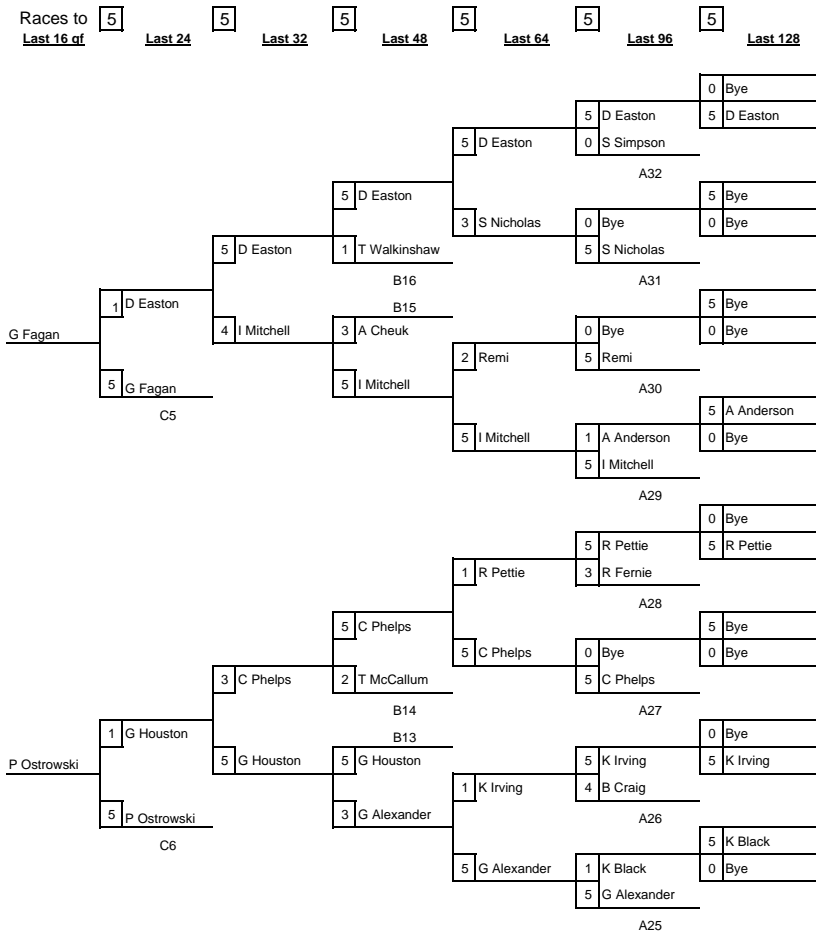 Races to 5 5 5 5 5 5
Last 16 qf Last 24 Last 32 Last 48 Last 64 Last 96 Last 128
0 Bye
5 D Easton 5 D Easton
5 D Easton 0 S Simpson
A32
5 D Easton 5 Bye
3 S Nicholas 0 Bye 0 Bye
5 D Easton 1 T Walkinshaw 5 S Nicholas
B16 A31
1 D Easton B15 5 Bye
G Fagan 4 I Mitchell 3 A Cheuk 0 Bye 0 Bye
2 Remi 5 Remi
5 G Fagan 5 I Mitchell A30
C5 5 A Anderson
5 I Mitchell 1 A Anderson 0 Bye
5 I Mitchell
A29
0 Bye
5 R Pettie 5 R Pettie
1 R Pettie 3 R Fernie
A28
5 C Phelps 5 Bye
5 C Phelps 0 Bye 0 Bye
3 C Phelps 2 T McCallum 5 C Phelps
B14 A27
1 G Houston B13 0 Bye
P Ostrowski 5 G Houston 5 G Houston 5 K Irving 5 K Irving
1 K Irving 4 B Craig
5 P Ostrowski 3 G Alexander A26
C6 5 K Black
5 G Alexander 1 K Black 0 Bye
5 G Alexander
A25